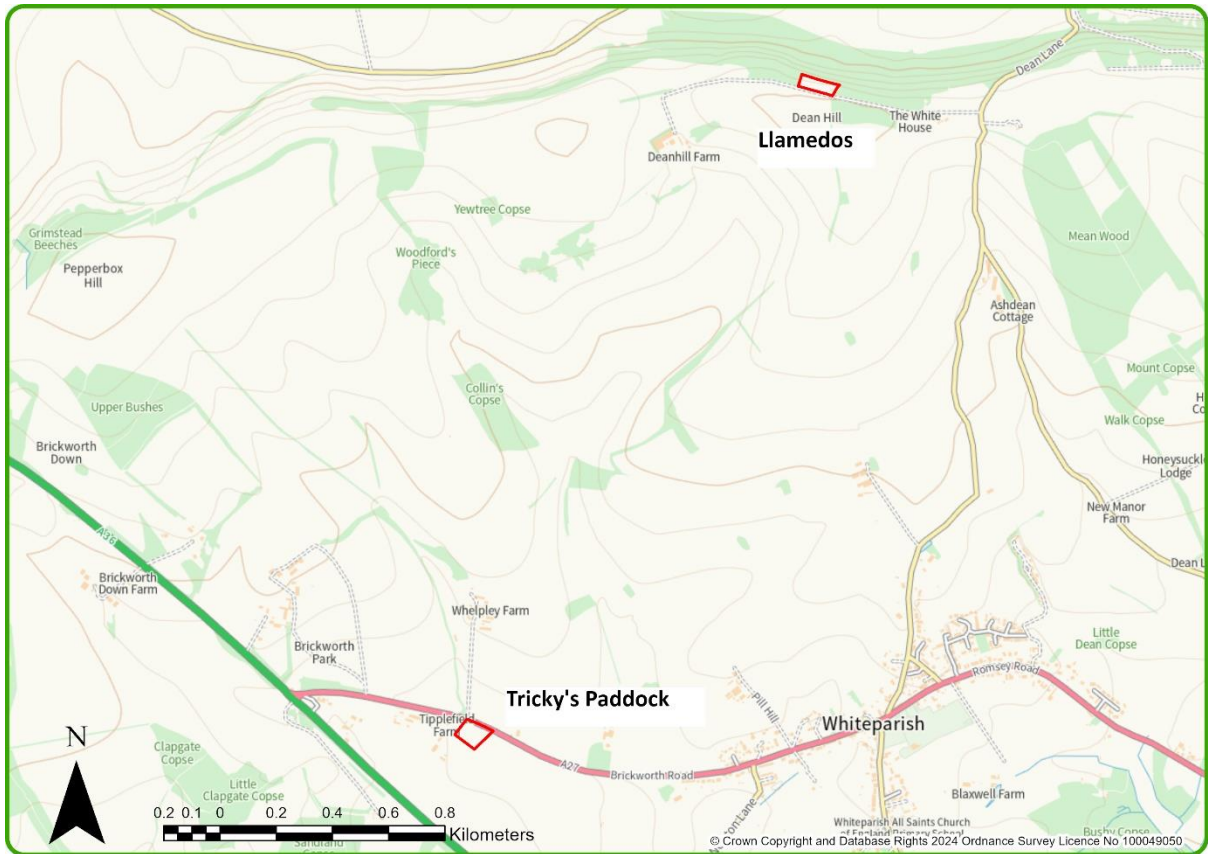 Dean Lane
Dean Hill
The White
House
Llamedos
Deanhill Farm
Grimstead
Beeches
Pepperbox
Hill
Yewtree Copse
Woodford's
Piece
Mean Wood
Ashdean
Cottage
Mount Copse
Walk Copse
Collin's
Copse
Upper Bushes
Brickworth
Down
Honeysuckle
Lodge
New Manor
Farm
A36
Brickworth
Down Farm
Whelpley Farm
Brickworth
Park
Little
Dean Copse
Romsey Road
Tricky's Paddock
Pill Hill
Whiteparish
Tipplefield
Farm
A27
Brickworth Road
Clapgate
Copse
Little
Clapgate Copse
Blaxwell Farm
N
0.2 0.1 0 0.2 0.4 0.6 0.8
Kilometers
Whiteparish All Saints Church
of England Primary School
Bushy Copse
© Crown Copyright and Database Rights 2024 Ordnance Survey Licence No 100049050